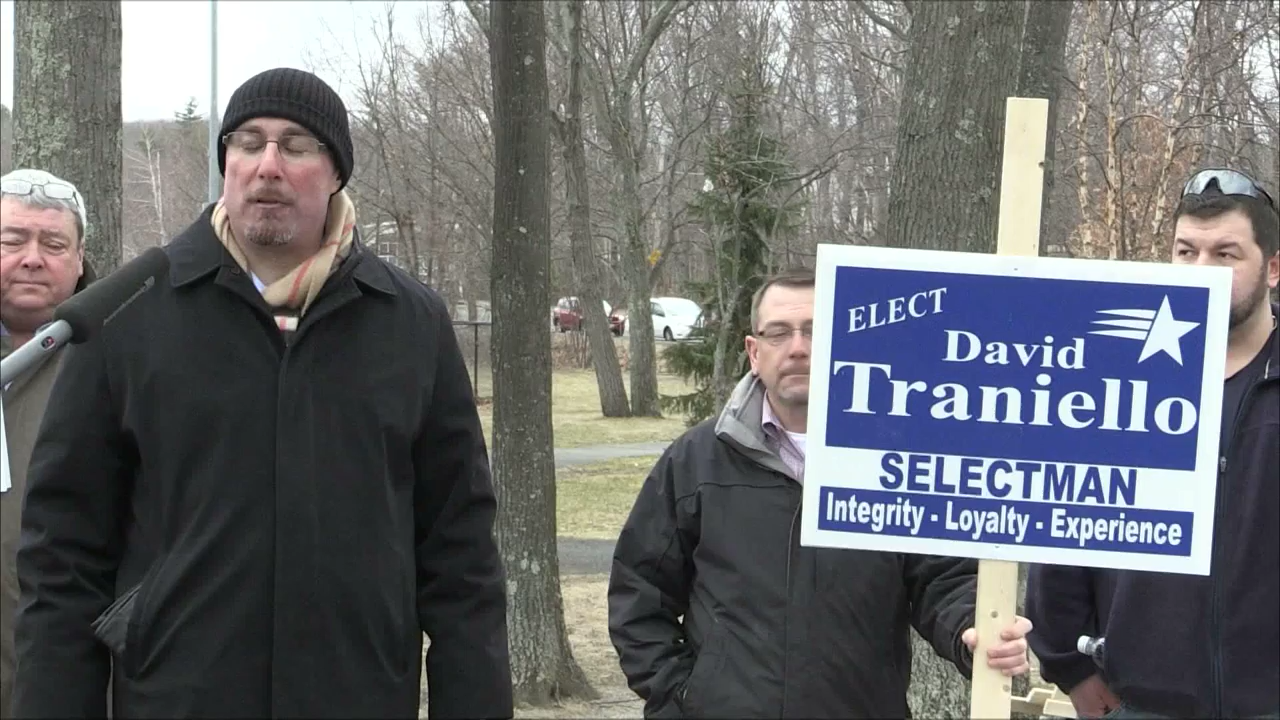 ELECT
David
Traniello
SELECTMAN
Integrity - Loyalty - Experience